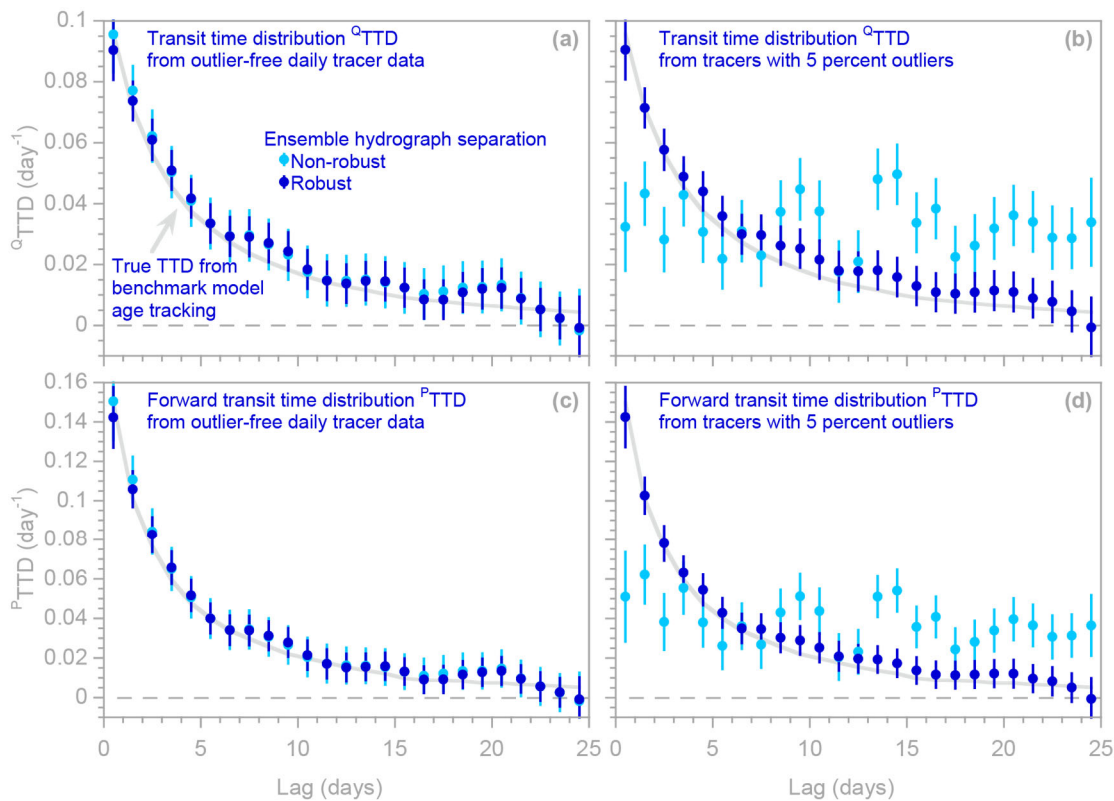 0.1
0.08
0.06
0.04
0.02
0
QTTD (day-1)
Transit time distribution QTTD
from outlier-free daily tracer data
(a)
Ensemble hydrograph separation
Non-robust
Robust
True TTD from
benchmark model
age tracking
Transit time distribution QTTD
from tracers with 5 percent outliers
(b)
0.16
0.14
0.12
0.1
0.08
0.06
0.04
0.02
0
PTTD (day-1)
Forward transit time distribution PTTD
from outlier-free daily tracer data
(c)
Forward transit time distribution PTTD
from tracers with 5 percent outliers
(d)
0 5 10 15 20 25
Lag (days)
0 5 10 15 20 25
Lag (days)